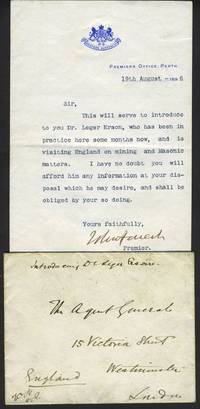 PREMIERS OFFICE, PERTH
19th August 1896
Sir,
This will serve to introduce
to you Dr. Leger Erson, who has been in
practice here some months now, and is
visiting England on mining and Masonic
matters. I have no doubt you will
afford him any information at your dis-
posal which he may desire, and shall be
obliged by your so doing.
Yours faithfully,
John Forrest
Premier.
Introducing Dr Leger Erson.
The Agent General
15 Victoria Street
Westminster
England
London